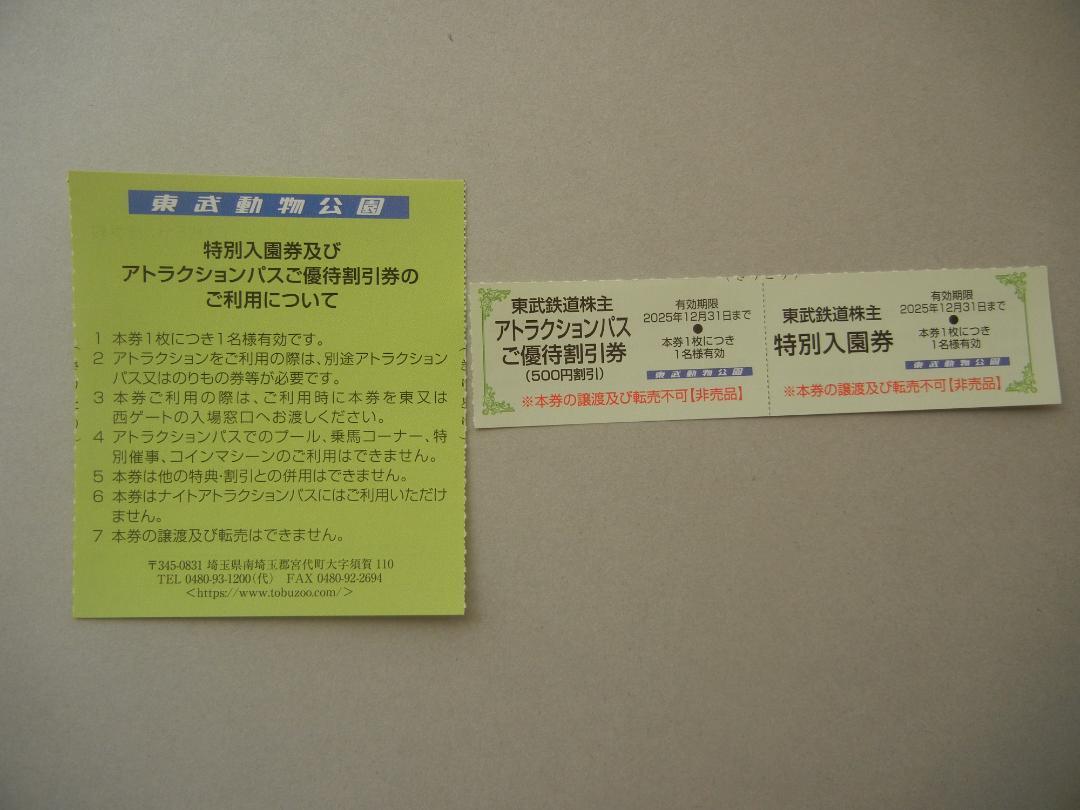 東武動物公園
特別入園券及び
アトラクションパスご優待割引券の
ご利用について
1 本券1枚につき1名様有効です。
2 アトラクションをご利用の際は、別途アトラクション
パス又はのりもの券等が必要です。
3 本券ご利用の際は、ご利用時に本券を東又は
西ゲートの入場窓口へお渡しください。
4 アトラクションパスでのプール、乗馬コーナー、特
別催事、コインマシーンのご利用はできません。
5 本券は他の特典・割引との併用はできません。
6 本券はナイトアトラクションパスにはご利用いただけ
ません。
7 本券の譲渡及び転売はできません。
〒345-0831 埼玉県南埼玉郡宮代町大字須賀 110
TEL 0480-93-1200(代) FAX 0480-92-2694
<https://www.tobuzoo.com/>
東武鉄道株主
アトラクションパス
ご優待割引券
(500円割引)
有効期限
2025年12月31日まで
●
本券1枚につき
1名様有効
東武動物公園
※本券の譲渡及び転売不可【非売品】
東武鉄道株主
特別入園券
有効期限
2025年12月31日まで
●
本券1枚につき
1名様有効
東武動物公園
※本券の譲渡及び転売不可【非売品】